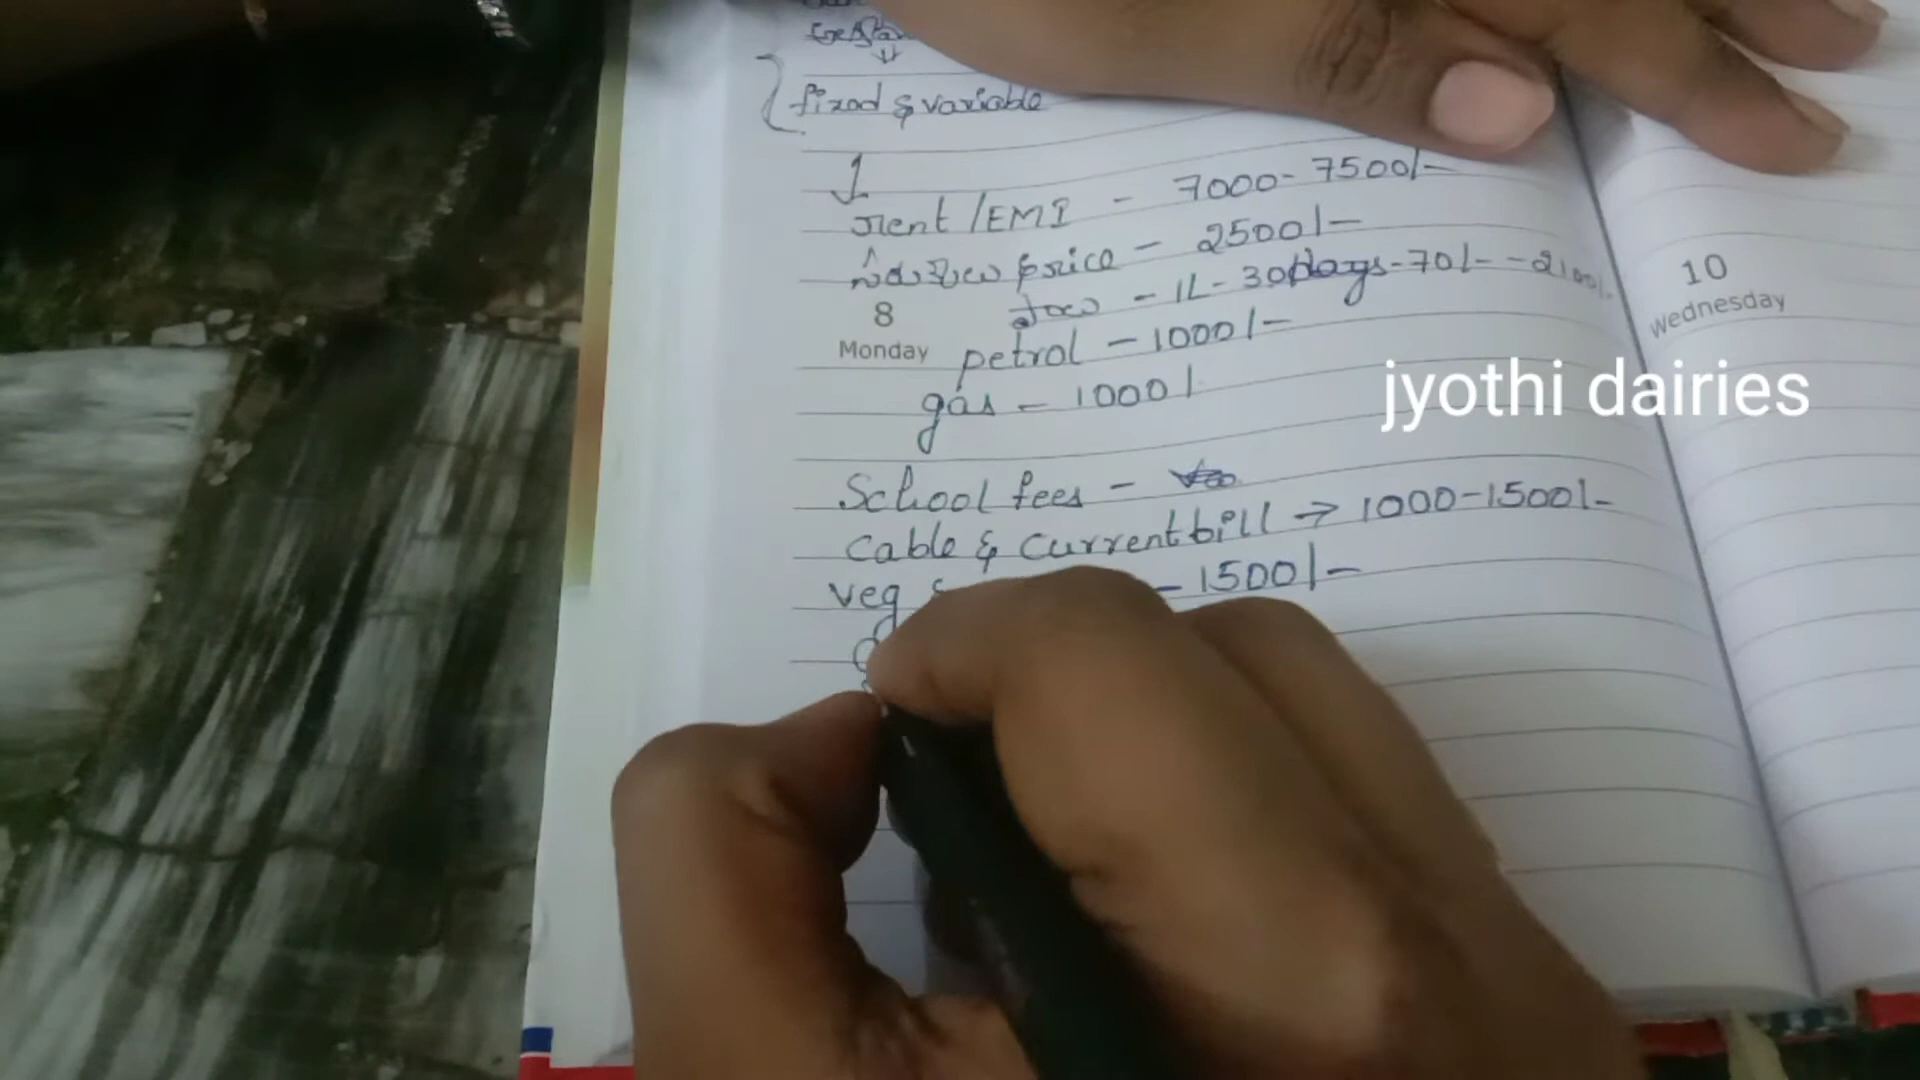 fixed & variable
rent /EMI - 7000-7500/-
price - 2500/-
- 1L - 30days-70/- -2100/-
8
Monday
petrol - 1000/-
gas - 1000/
School fees -
Cable & Current bill → 1000-1500/-
Veg - 1500/-
10
Wednesday
jyothi dairies